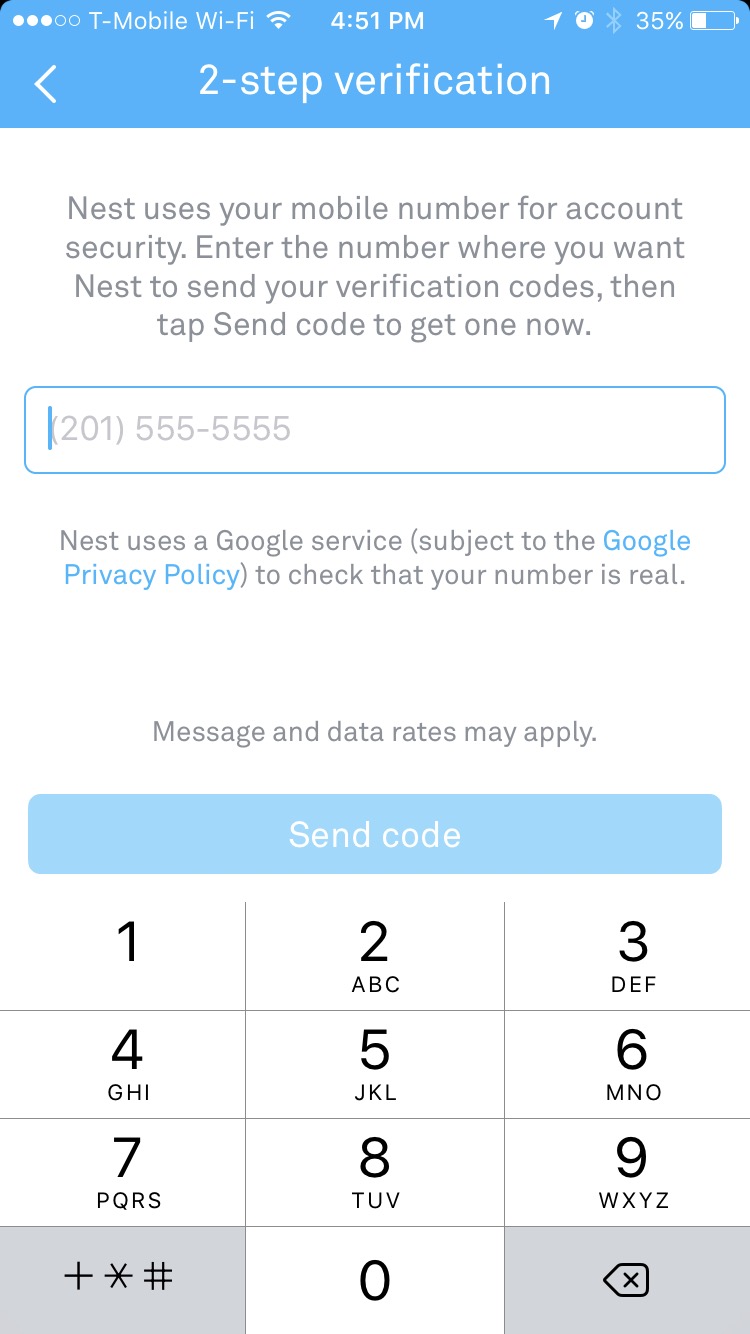 T-Mobile Wi-Fi 4:51 PM 35%
2-step verification
Nest uses your mobile number for account
security. Enter the number where you want
Nest to send your verification codes, then
tap Send code to get one now.
(201) 555-5555
Nest uses a Google service (subject to the Google
Privacy Policy) to check that your number is real.
Message and data rates may apply.
Send code
1 2 3
ABC DEF
4 5 6
GHI JKL MNO
7 8 9
PQRS TUV WXYZ
+ * # 0